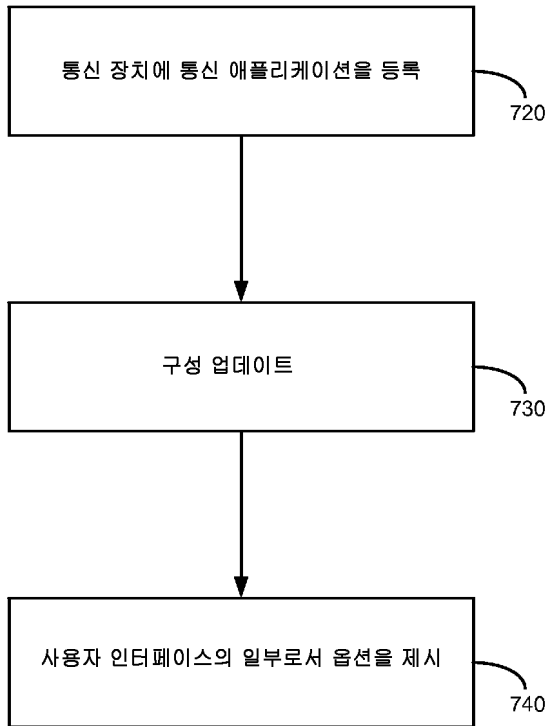 통신 장치에 통신 애플리케이션을 등록
720
구성 업데이트
730
사용자 인터페이스의 일부로서 옵션을 제시
740